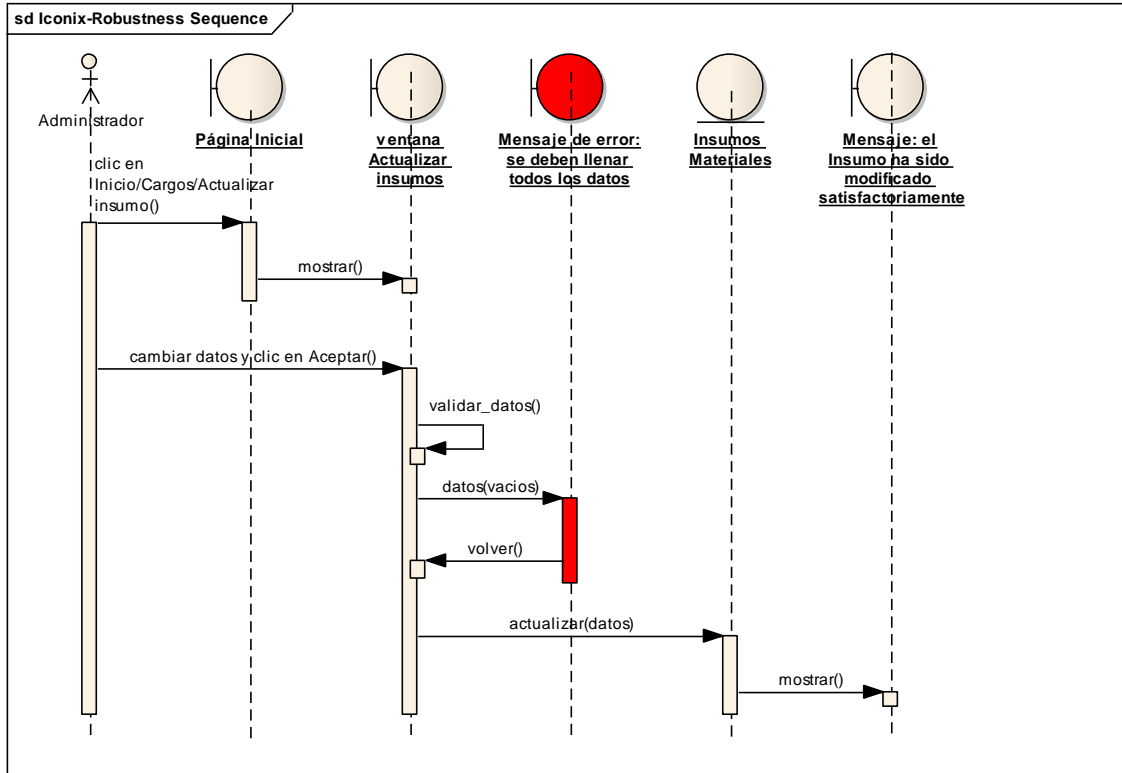 sd Iconix-Robustness Sequence
Administrador
Página Inicial
ventana
Actualizar
insumos
Mensaje de error:
se deben llenar
todos los datos
Insumos
Materiales
Mensaje: el
Insumo ha sido
modificado
satisfactoriamente
clic en
Inicio/Cargos/Actualizar
insumo()
mostrar()
cambiar datos y clic en Aceptar()
validar_datos()
datos(vacios)
volver()
actualizar(datos)
mostrar()